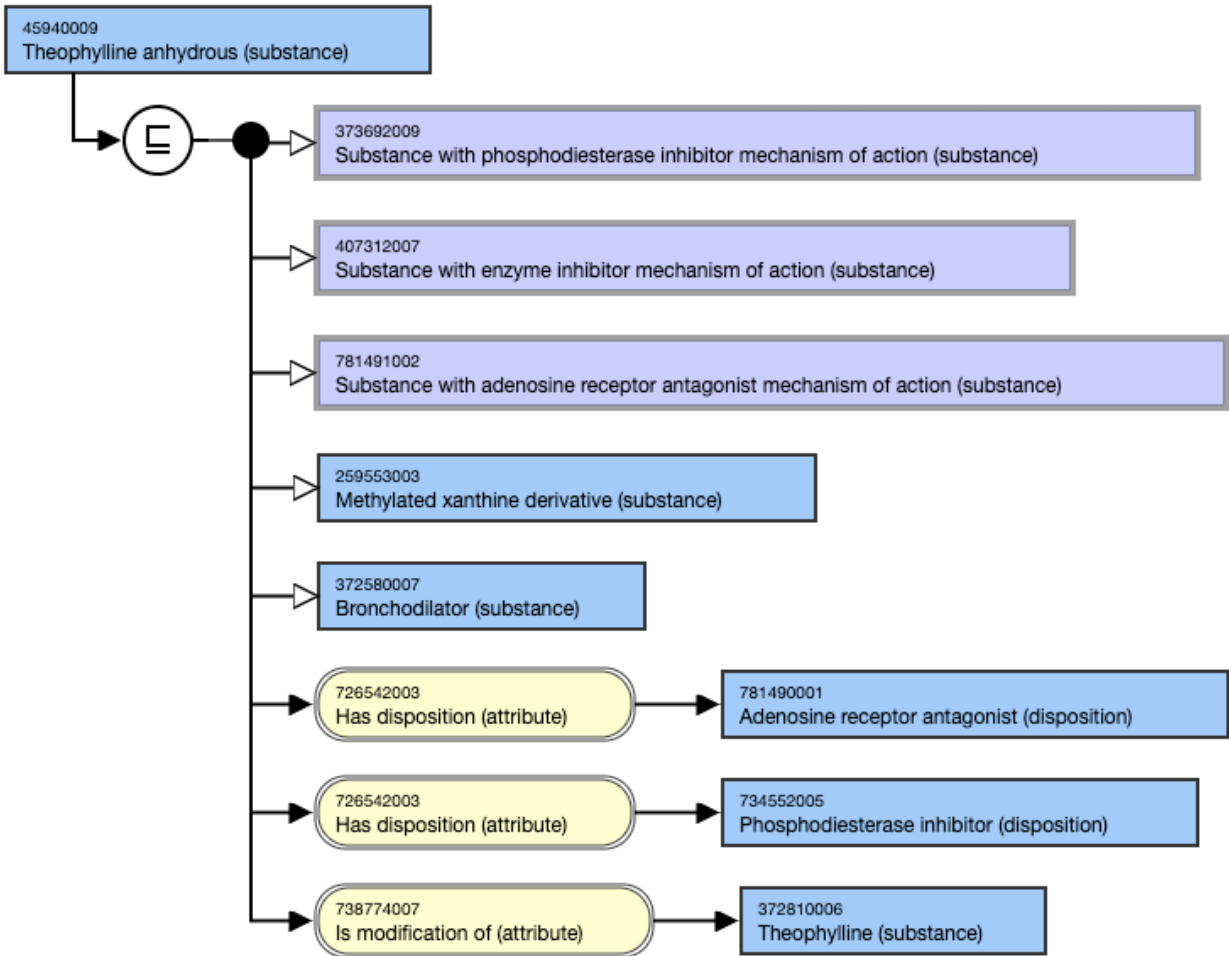 45940009
Theophylline anhydrous (substance)
⊑
373692009
Substance with phosphodiesterase inhibitor mechanism of action (substance)
407312007
Substance with enzyme inhibitor mechanism of action (substance)
781491002
Substance with adenosine receptor antagonist mechanism of action (substance)
259553003
Methylated xanthine derivative (substance)
372580007
Bronchodilator (substance)
726542003
Has disposition (attribute)
781490001
Adenosine receptor antagonist (disposition)
726542003
Has disposition (attribute)
734552005
Phosphodiesterase inhibitor (disposition)
738774007
Is modification of (attribute)
372810006
Theophylline (substance)